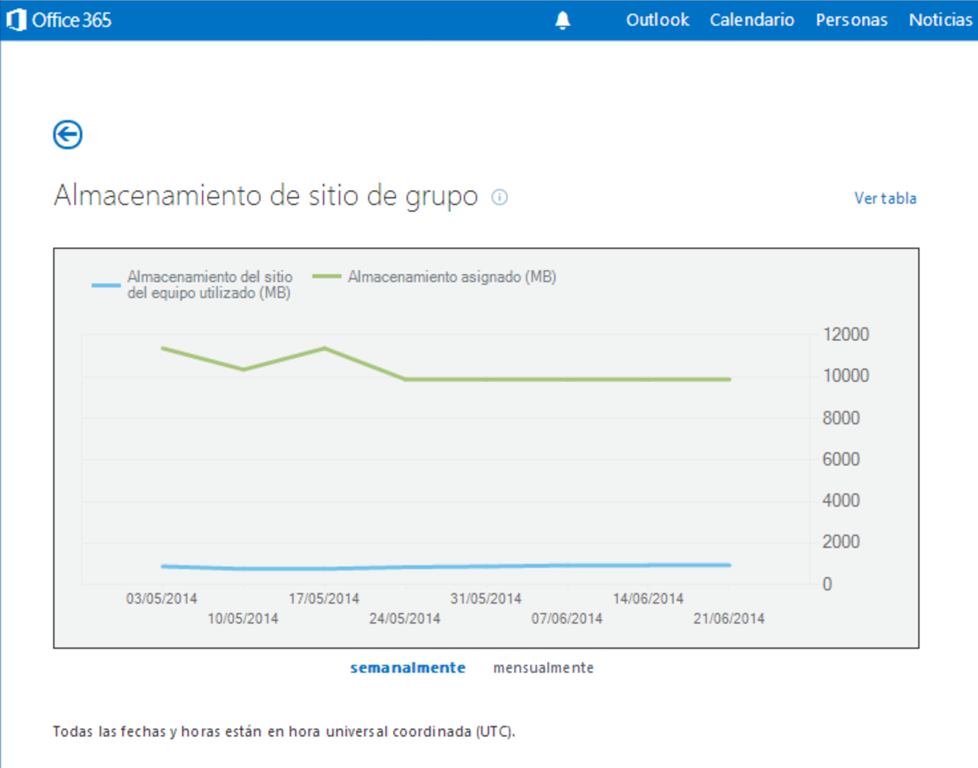 Office 365
Outlook Calendario Personas Noticias
Almacenamiento de sitio de grupo
Ver tabla
Almacenamiento del sitio
del equipo utilizado (MB)
Almacenamiento asignado (MB)
12000
10000
8000
6000
4000
2000
0
03/05/2014 17/05/2014 31/05/2014 14/06/2014
10/05/2014 24/05/2014 07/06/2014 21/06/2014
semanalmente mensualmente
Todas las fechas y horas están en hora universal coordinada (UTC).